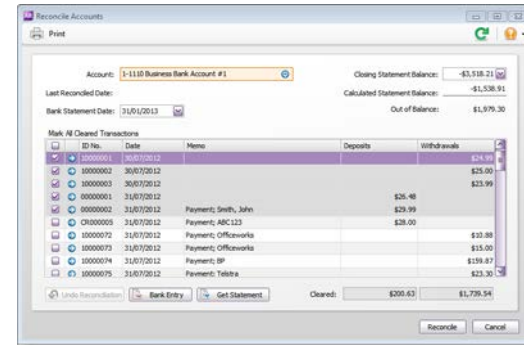 Reconcile Accounts
Print
Account: 1-1110 Business Bank Account #1
Closing Statement Balance: -$3,518.21
Last Reconciled Date:
Calculated Statement Balance: -$1,538.91
Bank Statement Date: 31/01/2013
Out of Balance: $1,979.30
Mark All Cleared Transactions
ID No. Date Memo Deposits Withdrawals
10000001 30/07/2012 $24.99
10000002 30/07/2012 $25.00
10000003 30/07/2012 $23.99
00000001 31/07/2012 $26.48
00000002 31/07/2012 Payment; Smith, John $29.99
CR000005 31/07/2012 Payment; ABC123 $28.00
10000072 31/07/2012 Payment; Officeworks $10.88
10000073 31/07/2012 Payment; Officeworks $15.00
10000074 31/07/2012 Payment; BP $159.87
10000075 31/07/2012 Payment; Telstra $23.30
Undo Reconciliation Bank Entry Get Statement Cleared: $200.63 $1,739.54
Reconcile Cancel